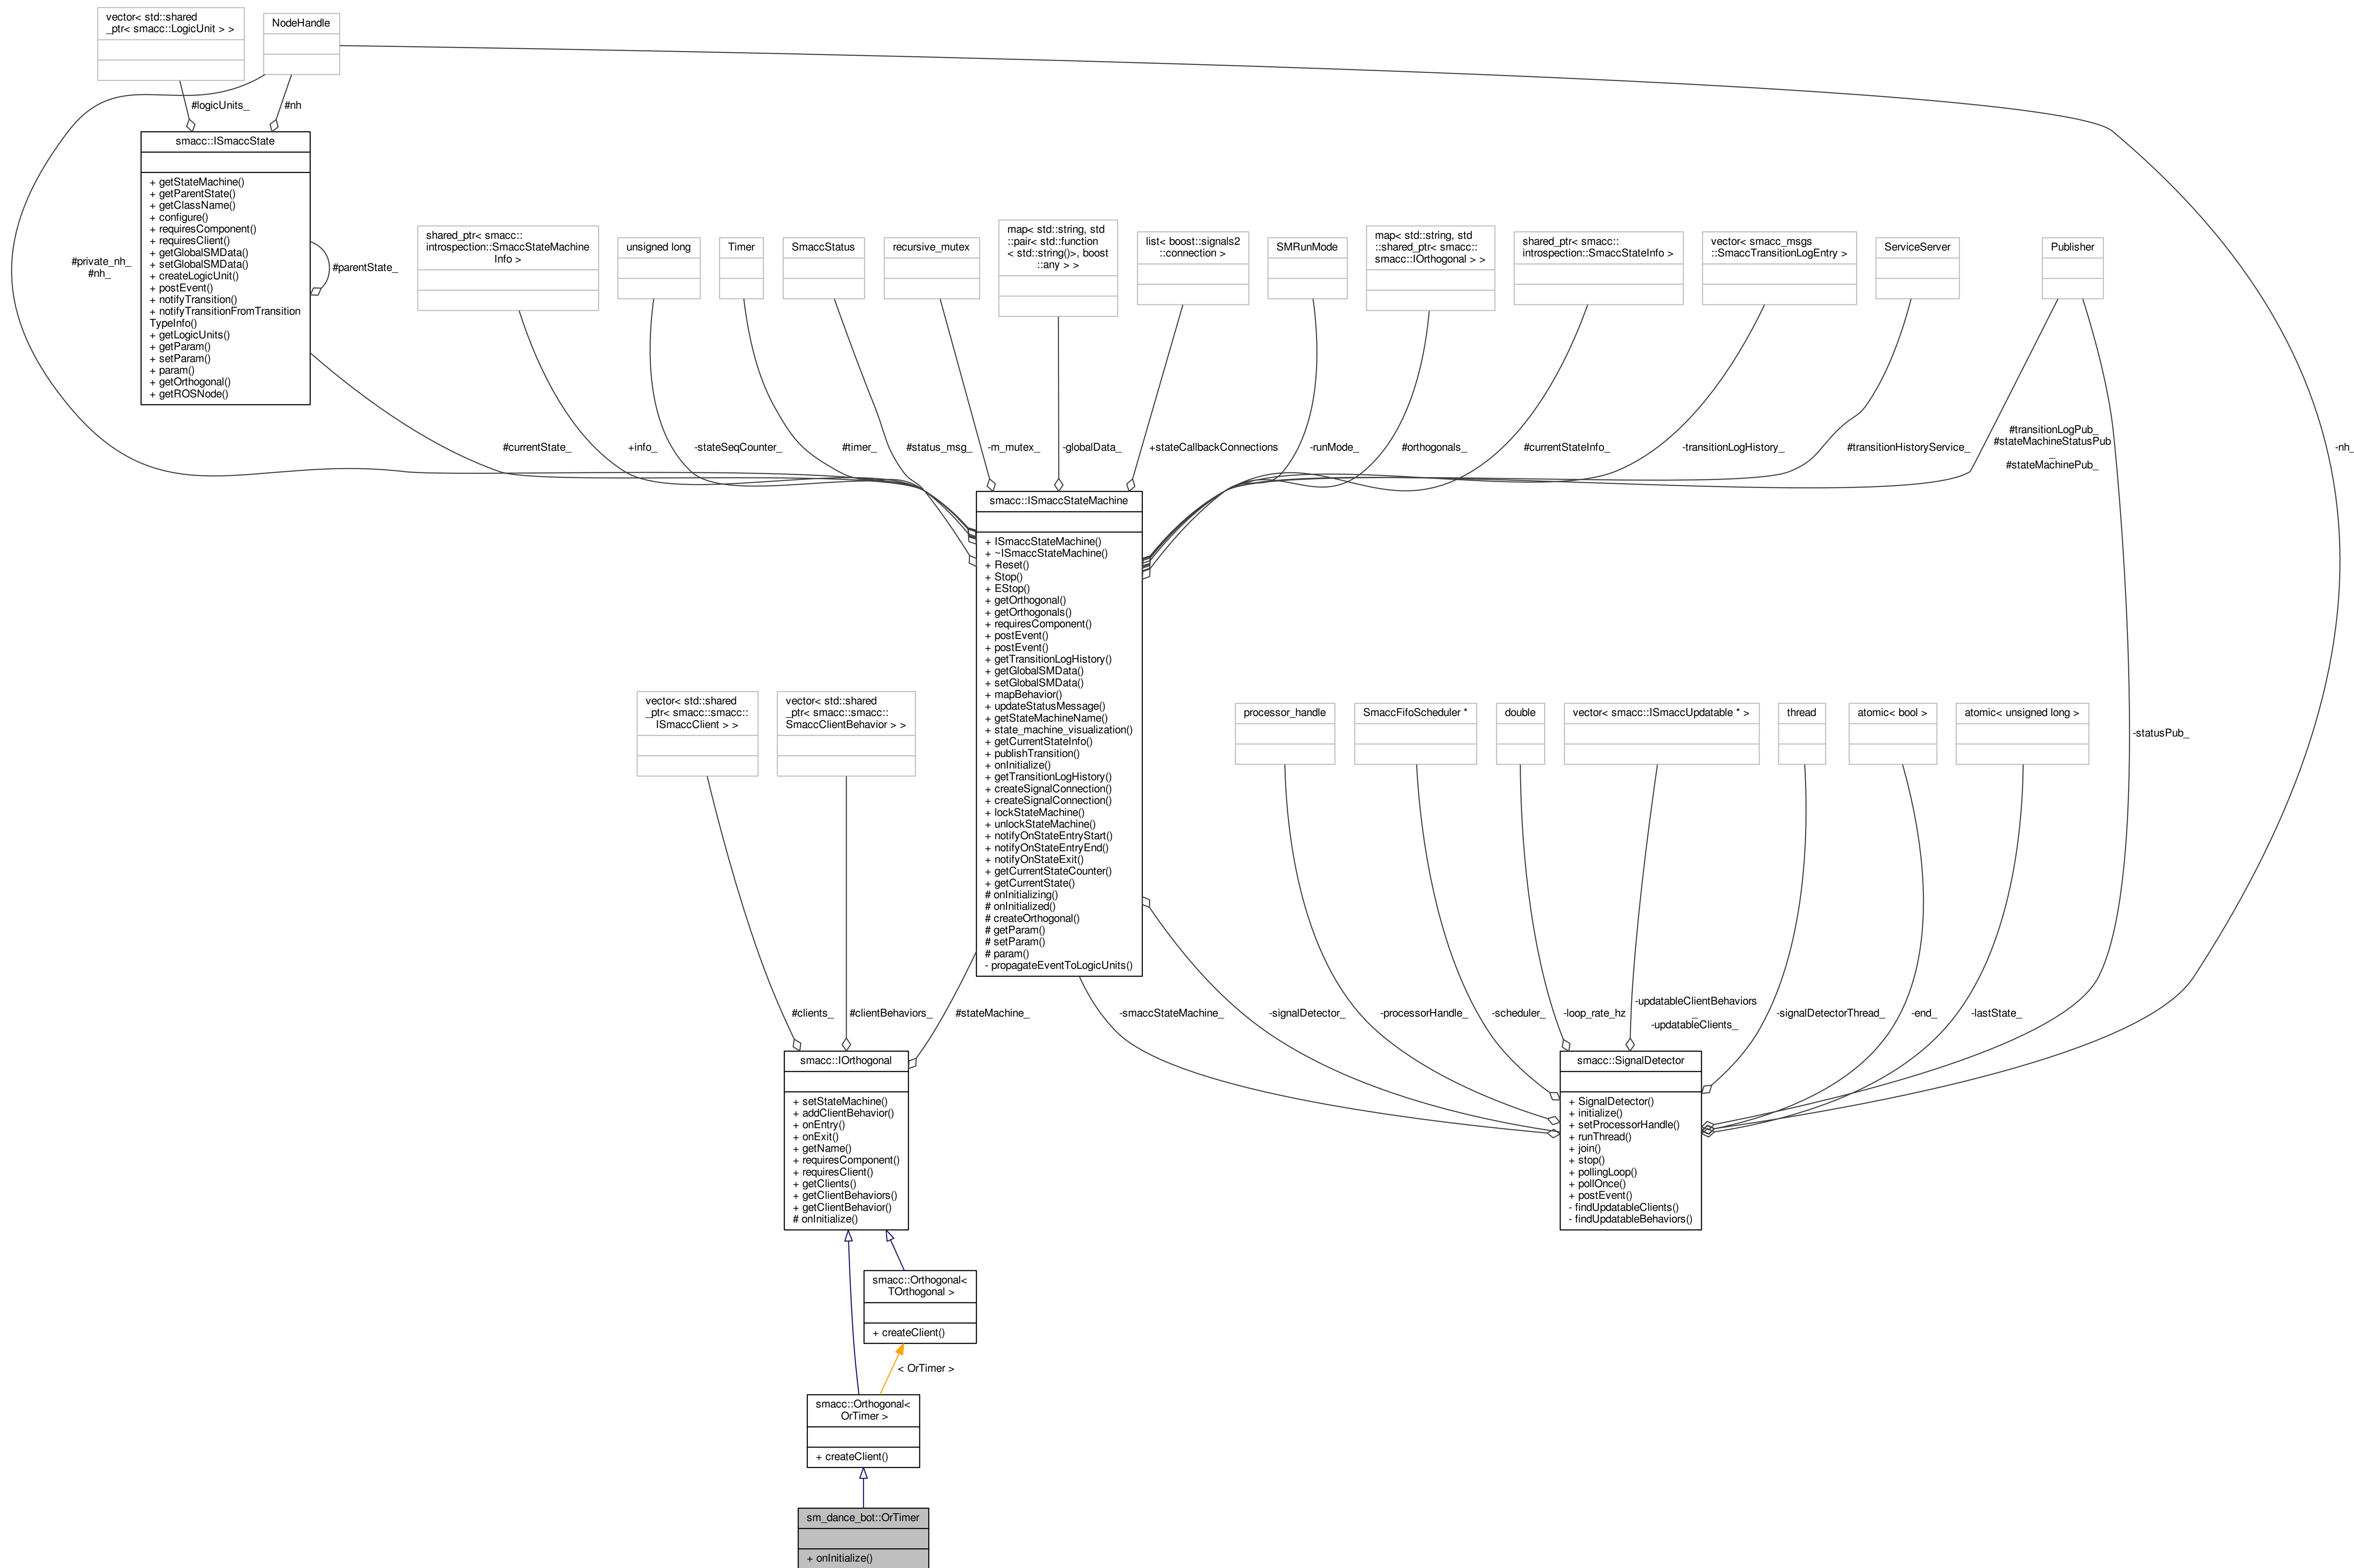 vector< std::shared
_ptr< smacc::LogicUnit > >
NodeHandle
#logicUnits_
#nh
smacc::ISmaccState
+ getStateMachine()
+ getParentState()
+ getClassName()
+ configure()
+ requiresComponent()
+ requiresClient()
+ getGlobalSMData()
+ setGlobalSMData()
+ createLogicUnit()
+ postEvent()
+ notifyTransition()
+ notifyTransitionFromTransition
TypeInfo()
+ getLogicUnits()
+ getParam()
+ setParam()
+ param()
+ getOrthogonal()
+ getROSNode()
#private_nh_
#nh_
#parentState_
shared_ptr< smacc::
introspection::SmaccStateMachine
Info >
unsigned long
Timer
SmaccStatus
recursive_mutex
map< std::string, std
::pair< std::function
< std::string()>, boost
::any > >
list< boost::signals2
::connection >
SMRunMode
map< std::string, std
::shared_ptr< smacc::
smacc::IOrthogonal > >
shared_ptr< smacc::
introspection::SmaccStateInfo >
vector< smacc_msgs
::SmaccTransitionLogEntry >
ServiceServer
Publisher
#currentState_
+info_
-stateSeqCounter_
#timer_
#status_msg_
-m_mutex_
-globalData_
+stateCallbackConnections
-runMode_
#orthogonals_
#currentStateInfo_
-transitionLogHistory_
#transitionHistoryService_
#transitionLogPub_
#stateMachineStatusPub
_
#stateMachinePub_
-nh_
smacc::ISmaccStateMachine
+ ISmaccStateMachine()
+ ~ISmaccStateMachine()
+ Reset()
+ Stop()
+ EStop()
+ getOrthogonal()
+ getOrthogonals()
+ requiresComponent()
+ postEvent()
+ postEvent()
+ getTransitionLogHistory()
+ getGlobalSMData()
+ setGlobalSMData()
+ mapBehavior()
+ updateStatusMessage()
+ getStateMachineName()
+ state_machine_visualization()
+ getCurrentStateInfo()
+ publishTransition()
+ onInitialize()
+ getTransitionLogHistory()
+ createSignalConnection()
+ createSignalConnection()
+ lockStateMachine()
+ unlockStateMachine()
+ notifyOnStateEntryStart()
+ notifyOnStateEntryEnd()
+ notifyOnStateExit()
+ getCurrentStateCounter()
+ getCurrentState()
# onInitializing()
# onInitialized()
# createOrthogonal()
# getParam()
# setParam()
# param()
- propagateEventToLogicUnits()
vector< std::shared
_ptr< smacc::smacc::
ISmaccClient > >
vector< std::shared
_ptr< smacc::smacc::
SmaccClientBehavior > >
processor_handle
SmaccFifoScheduler *
double
vector< smacc::ISmaccUpdatable * >
thread
atomic< bool >
atomic< unsigned long >
-statusPub_
#clients_
#clientBehaviors_
#stateMachine_
-smaccStateMachine_
-signalDetector_
-processorHandle_
-scheduler_
-loop_rate_hz
-updatableClientBehaviors
_
-updatableClients_
-signalDetectorThread_
-end_
-lastState_
smacc::IOrthogonal
+ setStateMachine()
+ addClientBehavior()
+ onEntry()
+ onExit()
+ getName()
+ requiresComponent()
+ requiresClient()
+ getClients()
+ getClientBehaviors()
+ getClientBehavior()
# onInitialize()
smacc::SignalDetector
+ SignalDetector()
+ initialize()
+ setProcessorHandle()
+ runThread()
+ join()
+ stop()
+ pollingLoop()
+ pollOnce()
+ postEvent()
- findUpdatableClients()
- findUpdatableBehaviors()
smacc::Orthogonal<
TOrthogonal >
+ createClient()
< OrTimer >
smacc::Orthogonal<
OrTimer >
+ createClient()
sm_dance_bot::OrTimer
+ onInitialize()